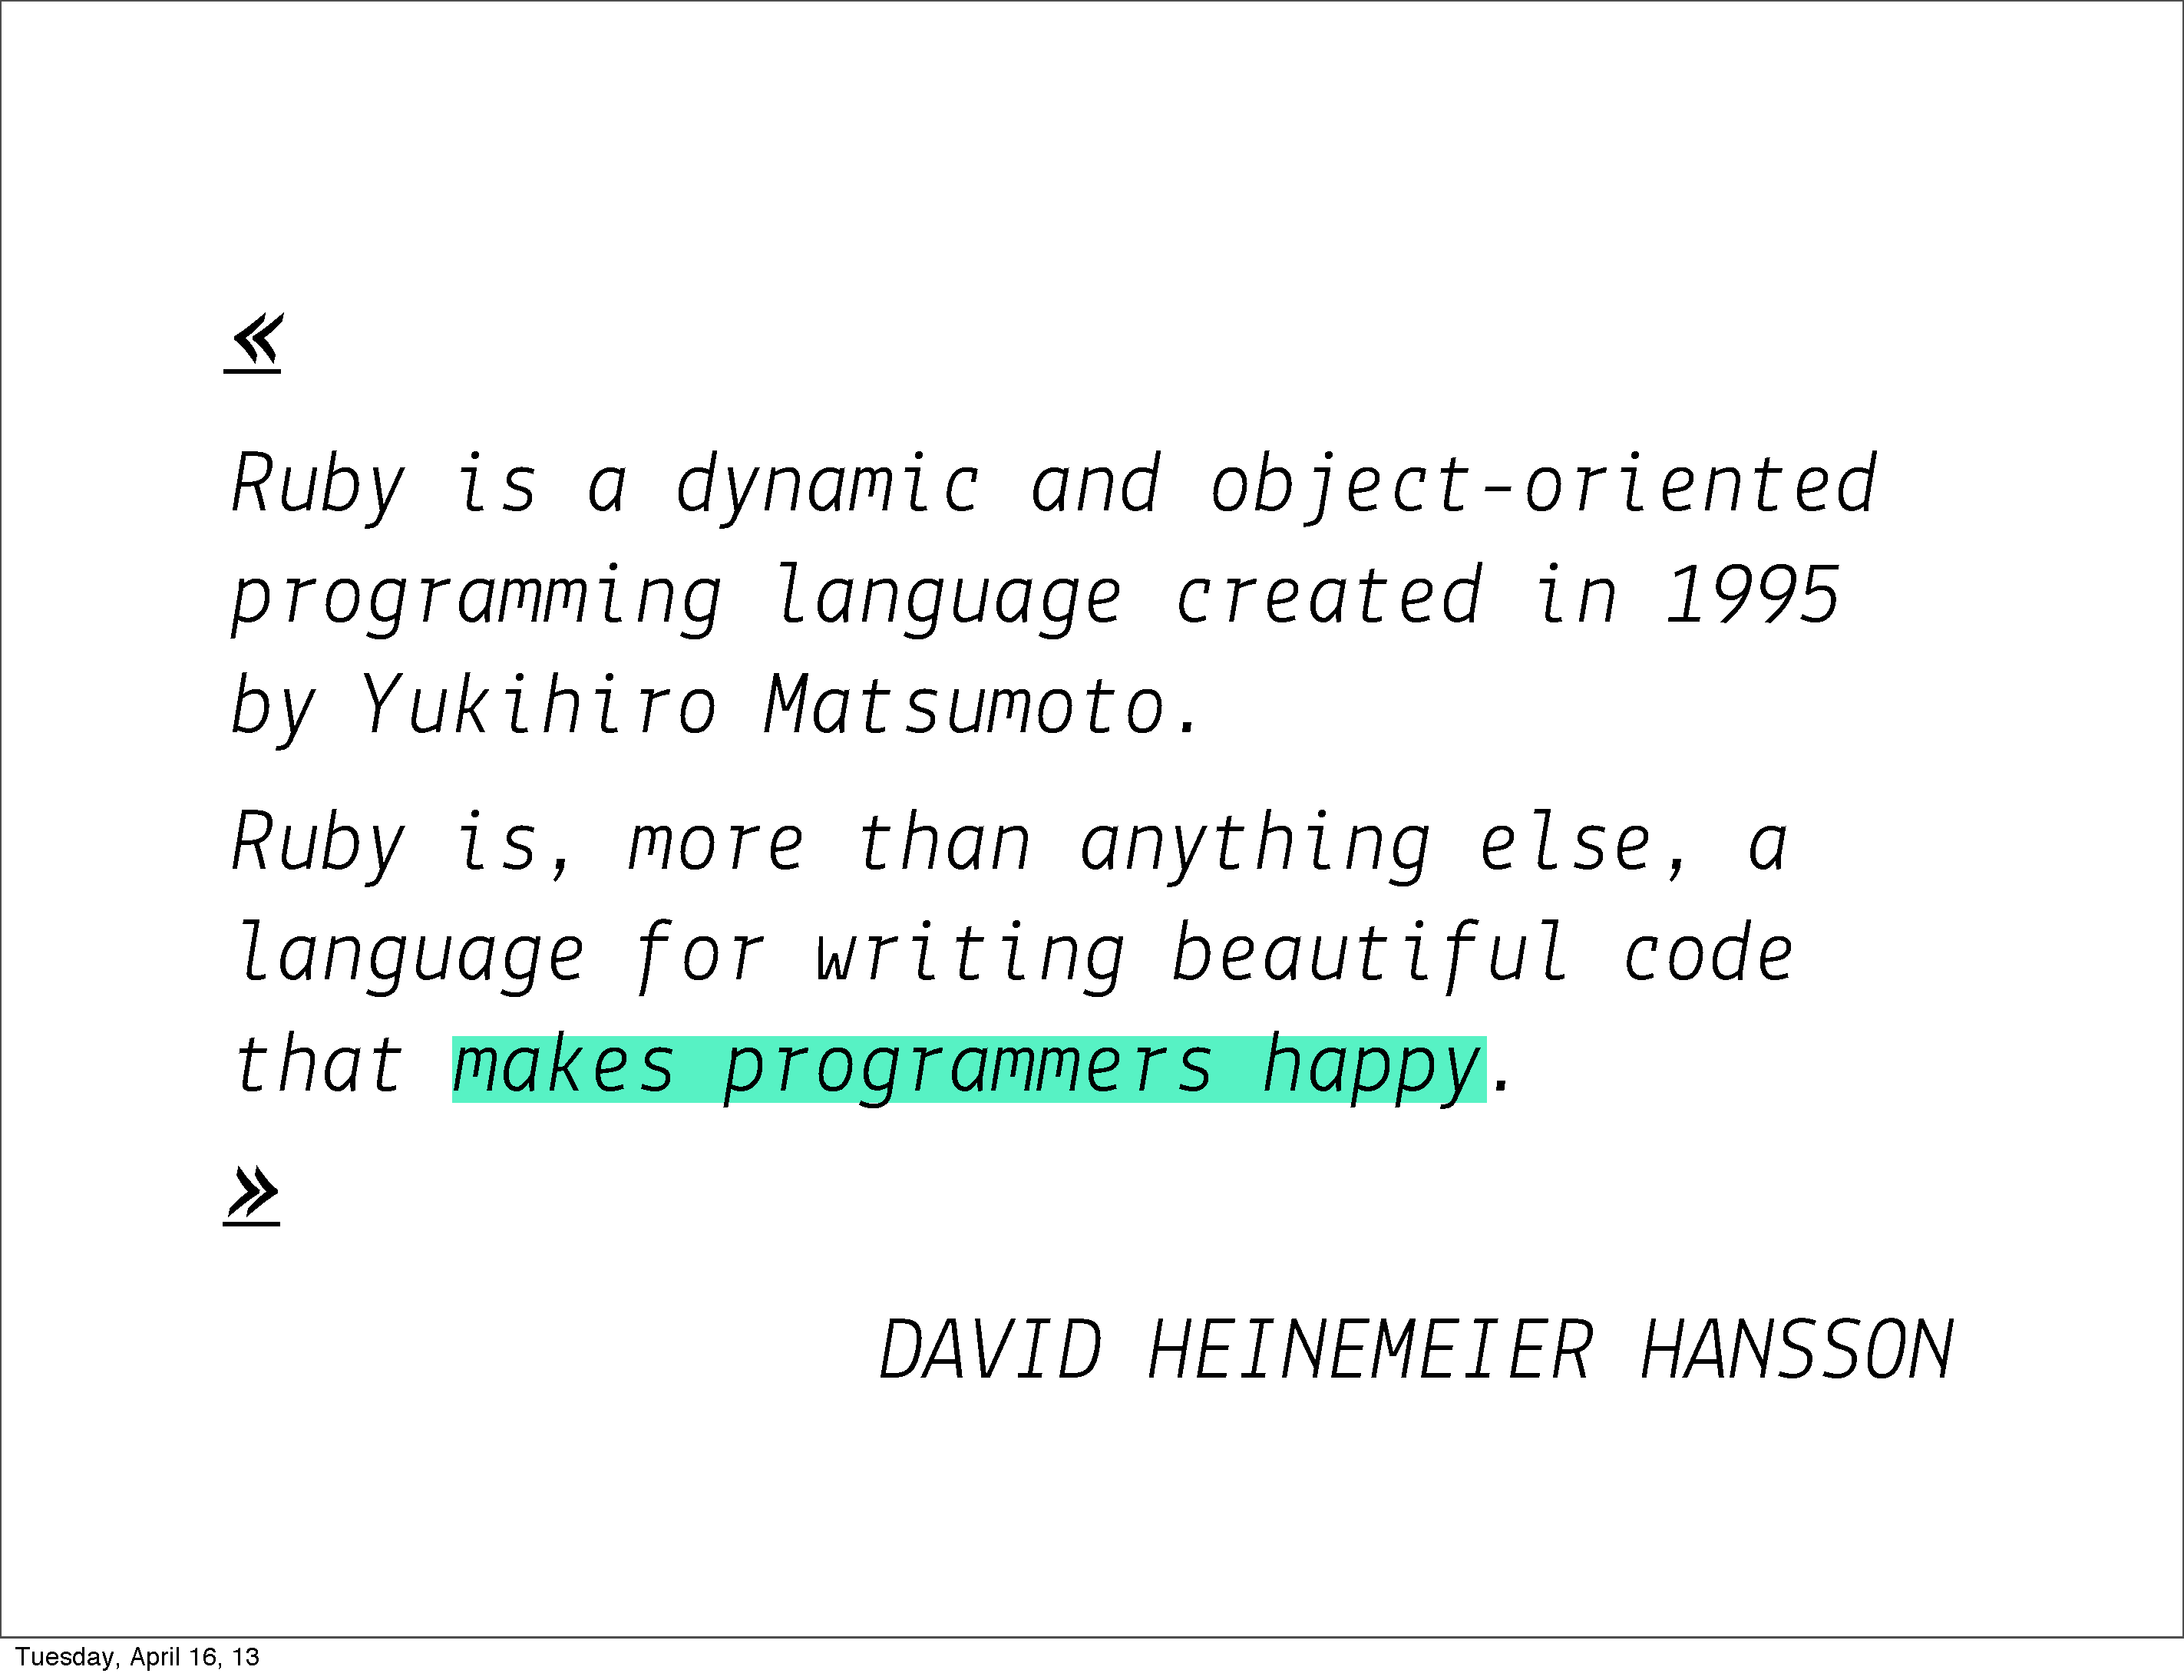 «
Ruby is a dynamic and object-oriented
programming language created in 1995
by Yukihiro Matsumoto.
Ruby is, more than anything else, a
language for writing beautiful code
that makes programmers happy.
»
DAVID HEINEMEIER HANSSON
Tuesday, April 16, 13